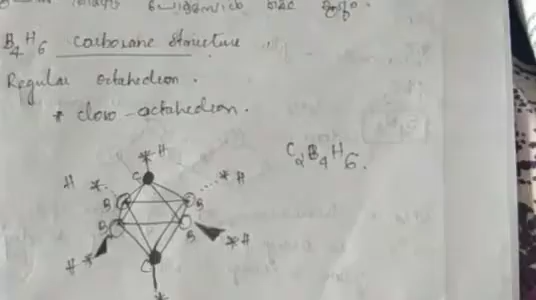 B4H6 Carborane Structure
Regular octahedron.
* closo-octahedron.
C2B4H6.
* H
H * C * H
B B
B B
H * * H
C
*